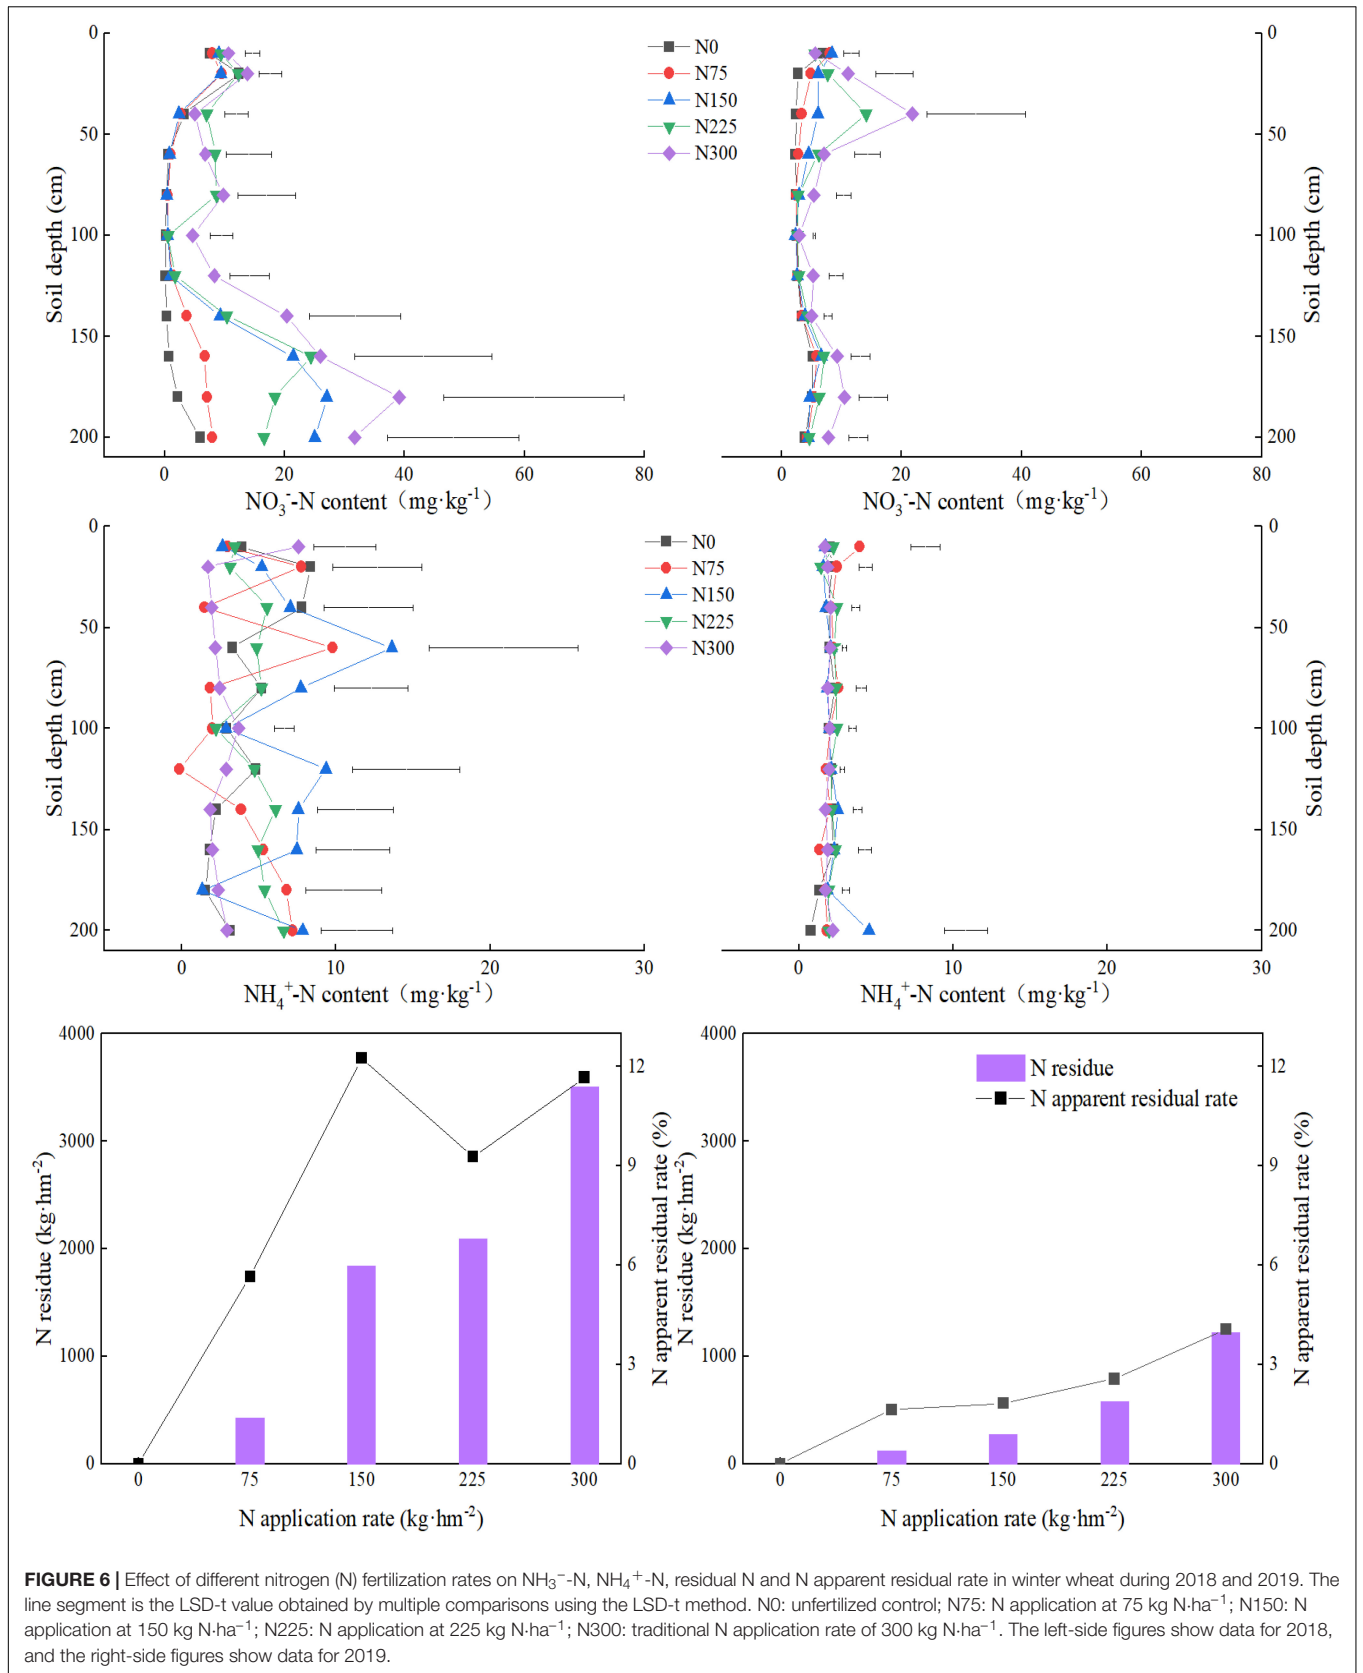 0
50
100
150
200
Soil depth (cm)
0
20
40
60
80
NO₃⁻-N content（mg·kg⁻¹）
N0
N75
N150
N225
N300
0
50
100
150
200
Soil depth (cm)
0
20
40
60
80
NO₃⁻-N content（mg·kg⁻¹）
0
50
100
150
200
Soil depth (cm)
0
10
20
30
NH₄⁺-N content（mg·kg⁻¹）
N0
N75
N150
N225
N300
0
50
100
150
200
Soil depth (cm)
0
10
20
30
NH₄⁺-N content（mg·kg⁻¹）
4000
3000
2000
1000
0
N residue (kg·hm⁻²)
12
9
6
3
0
N apparent residual rate (%)
0
75
150
225
300
N application rate (kg·hm⁻²)
4000
3000
2000
1000
0
N residue (kg·hm⁻²)
N residue
N apparent residual rate
12
9
6
3
0
N apparent residual rate (%)
0
75
150
225
300
N application rate (kg·hm⁻²)
FIGURE 6 | Effect of different nitrogen (N) fertilization rates on NH₃⁻-N, NH₄⁺-N, residual N and N apparent residual rate in winter wheat during 2018 and 2019. The
line segment is the LSD-t value obtained by multiple comparisons using the LSD-t method. N0: unfertilized control; N75: N application at 75 kg N·ha⁻¹; N150: N
application at 150 kg N·ha⁻¹; N225: N application at 225 kg N·ha⁻¹; N300: traditional N application rate of 300 kg N·ha⁻¹. The left-side figures show data for 2018,
and the right-side figures show data for 2019.